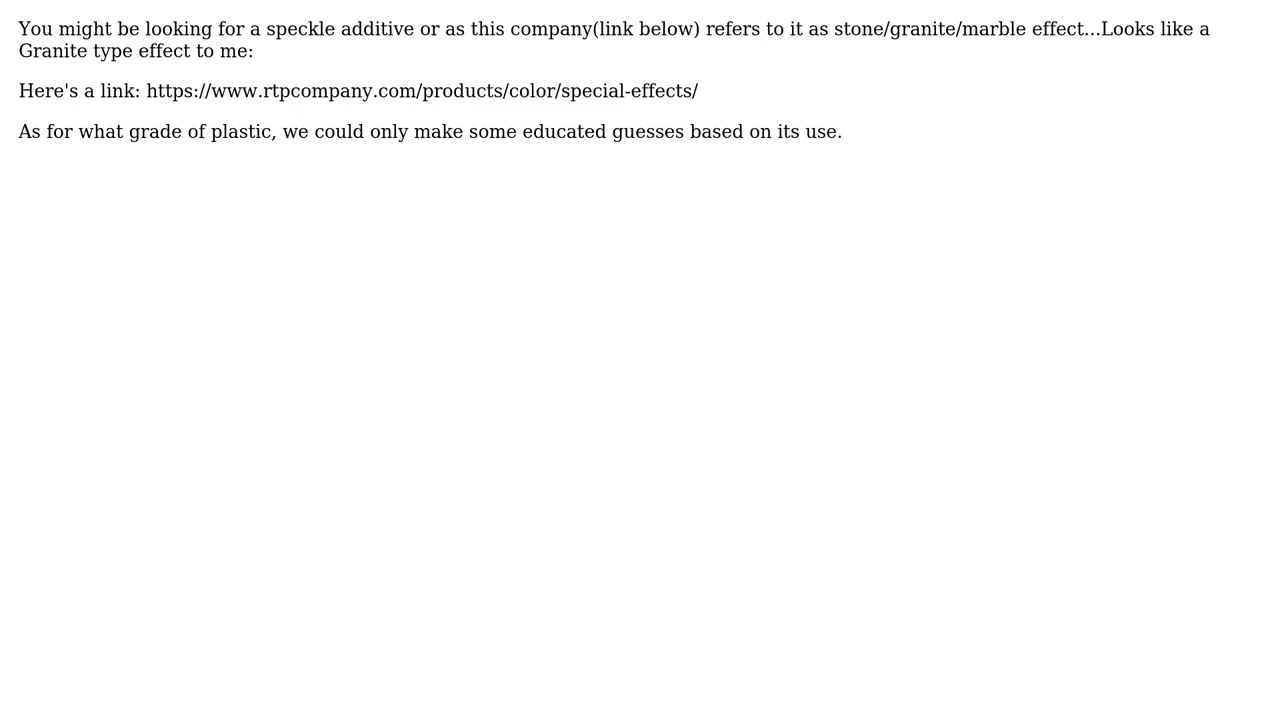 You might be looking for a speckle additive or as this company(link below) refers to it as stone/granite/marble effect...Looks like a
Granite type effect to me:
Here's a link: https://www.rtpcompany.com/products/color/special-effects/
As for what grade of plastic, we could only make some educated guesses based on its use.